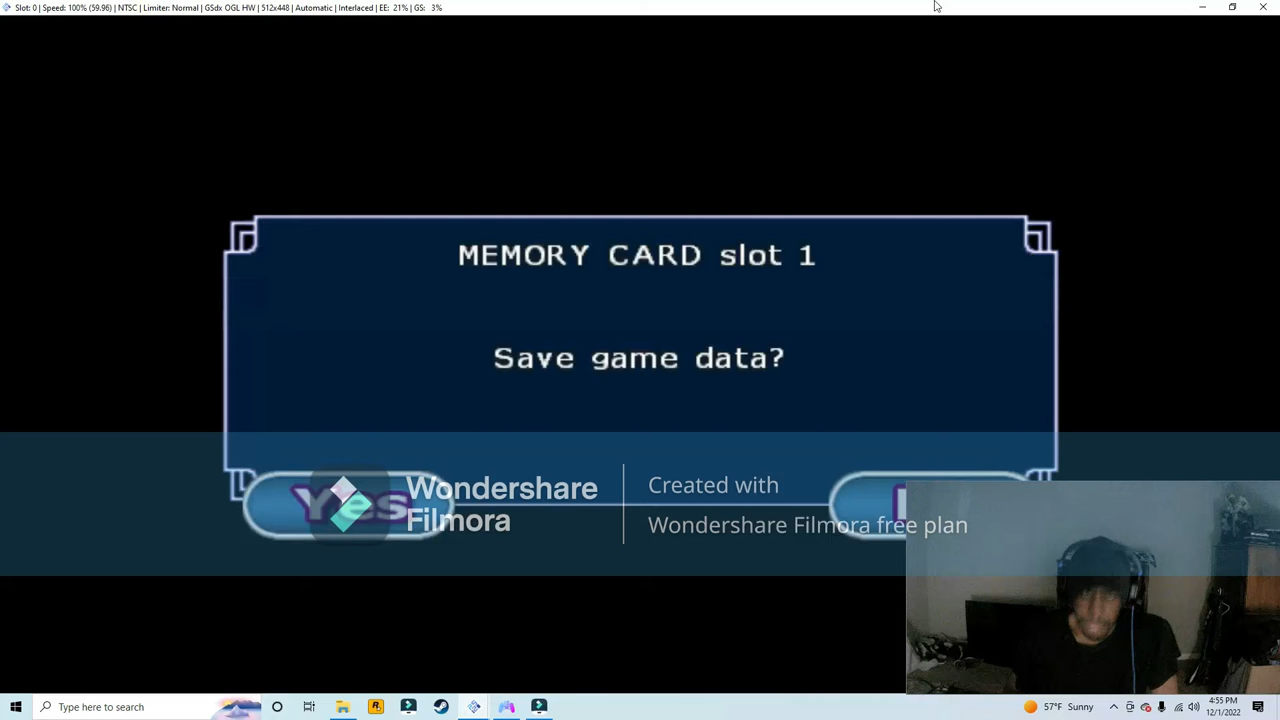 Slot: 0 | Speed: 100% (59.96) | NTSC | Limiter: Normal | GSdx OGL HW | 512x448 | Automatic | Interlaced | EE: 21% | GS: 3%
MEMORY CARD slot 1
Save game data?
Yes
Wondershare
Filmora
Created with
Wondershare Filmora free plan
Type here to search
57°F Sunny
4:55 PM
12/1/2022